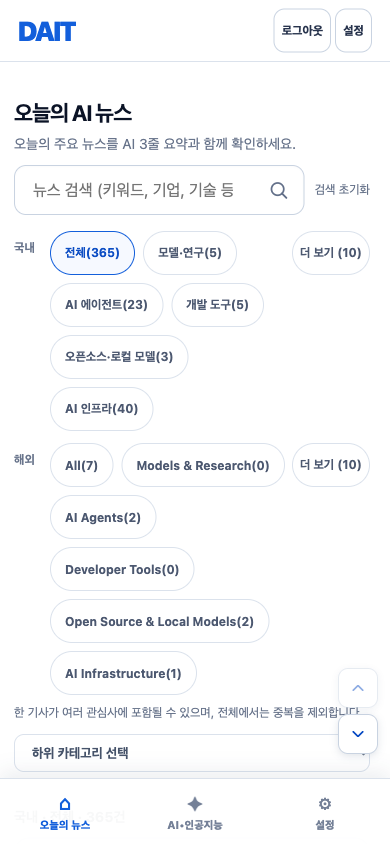 DAIT
로그아웃
설정
오늘의 AI 뉴스
오늘의 주요 뉴스를 AI 3줄 요약과 함께 확인하세요.
뉴스 검색 (키워드, 기업, 기술 등
검색 초기화
국내
전체(365)
모델·연구(5)
더 보기 (10)
AI 에이전트(23)
개발 도구(5)
오픈소스·로컬 모델(3)
AI 인프라(40)
해외
All(7)
Models & Research(0)
더 보기 (10)
AI Agents(2)
Developer Tools(0)
Open Source & Local Models(2)
AI Infrastructure(1)
한 기사가 여러 관심사에 포함될 수 있으며, 전체에서는 중복을 제외합니다.
하위 카테고리 선택
오늘의 뉴스
AI·인공지능
설정